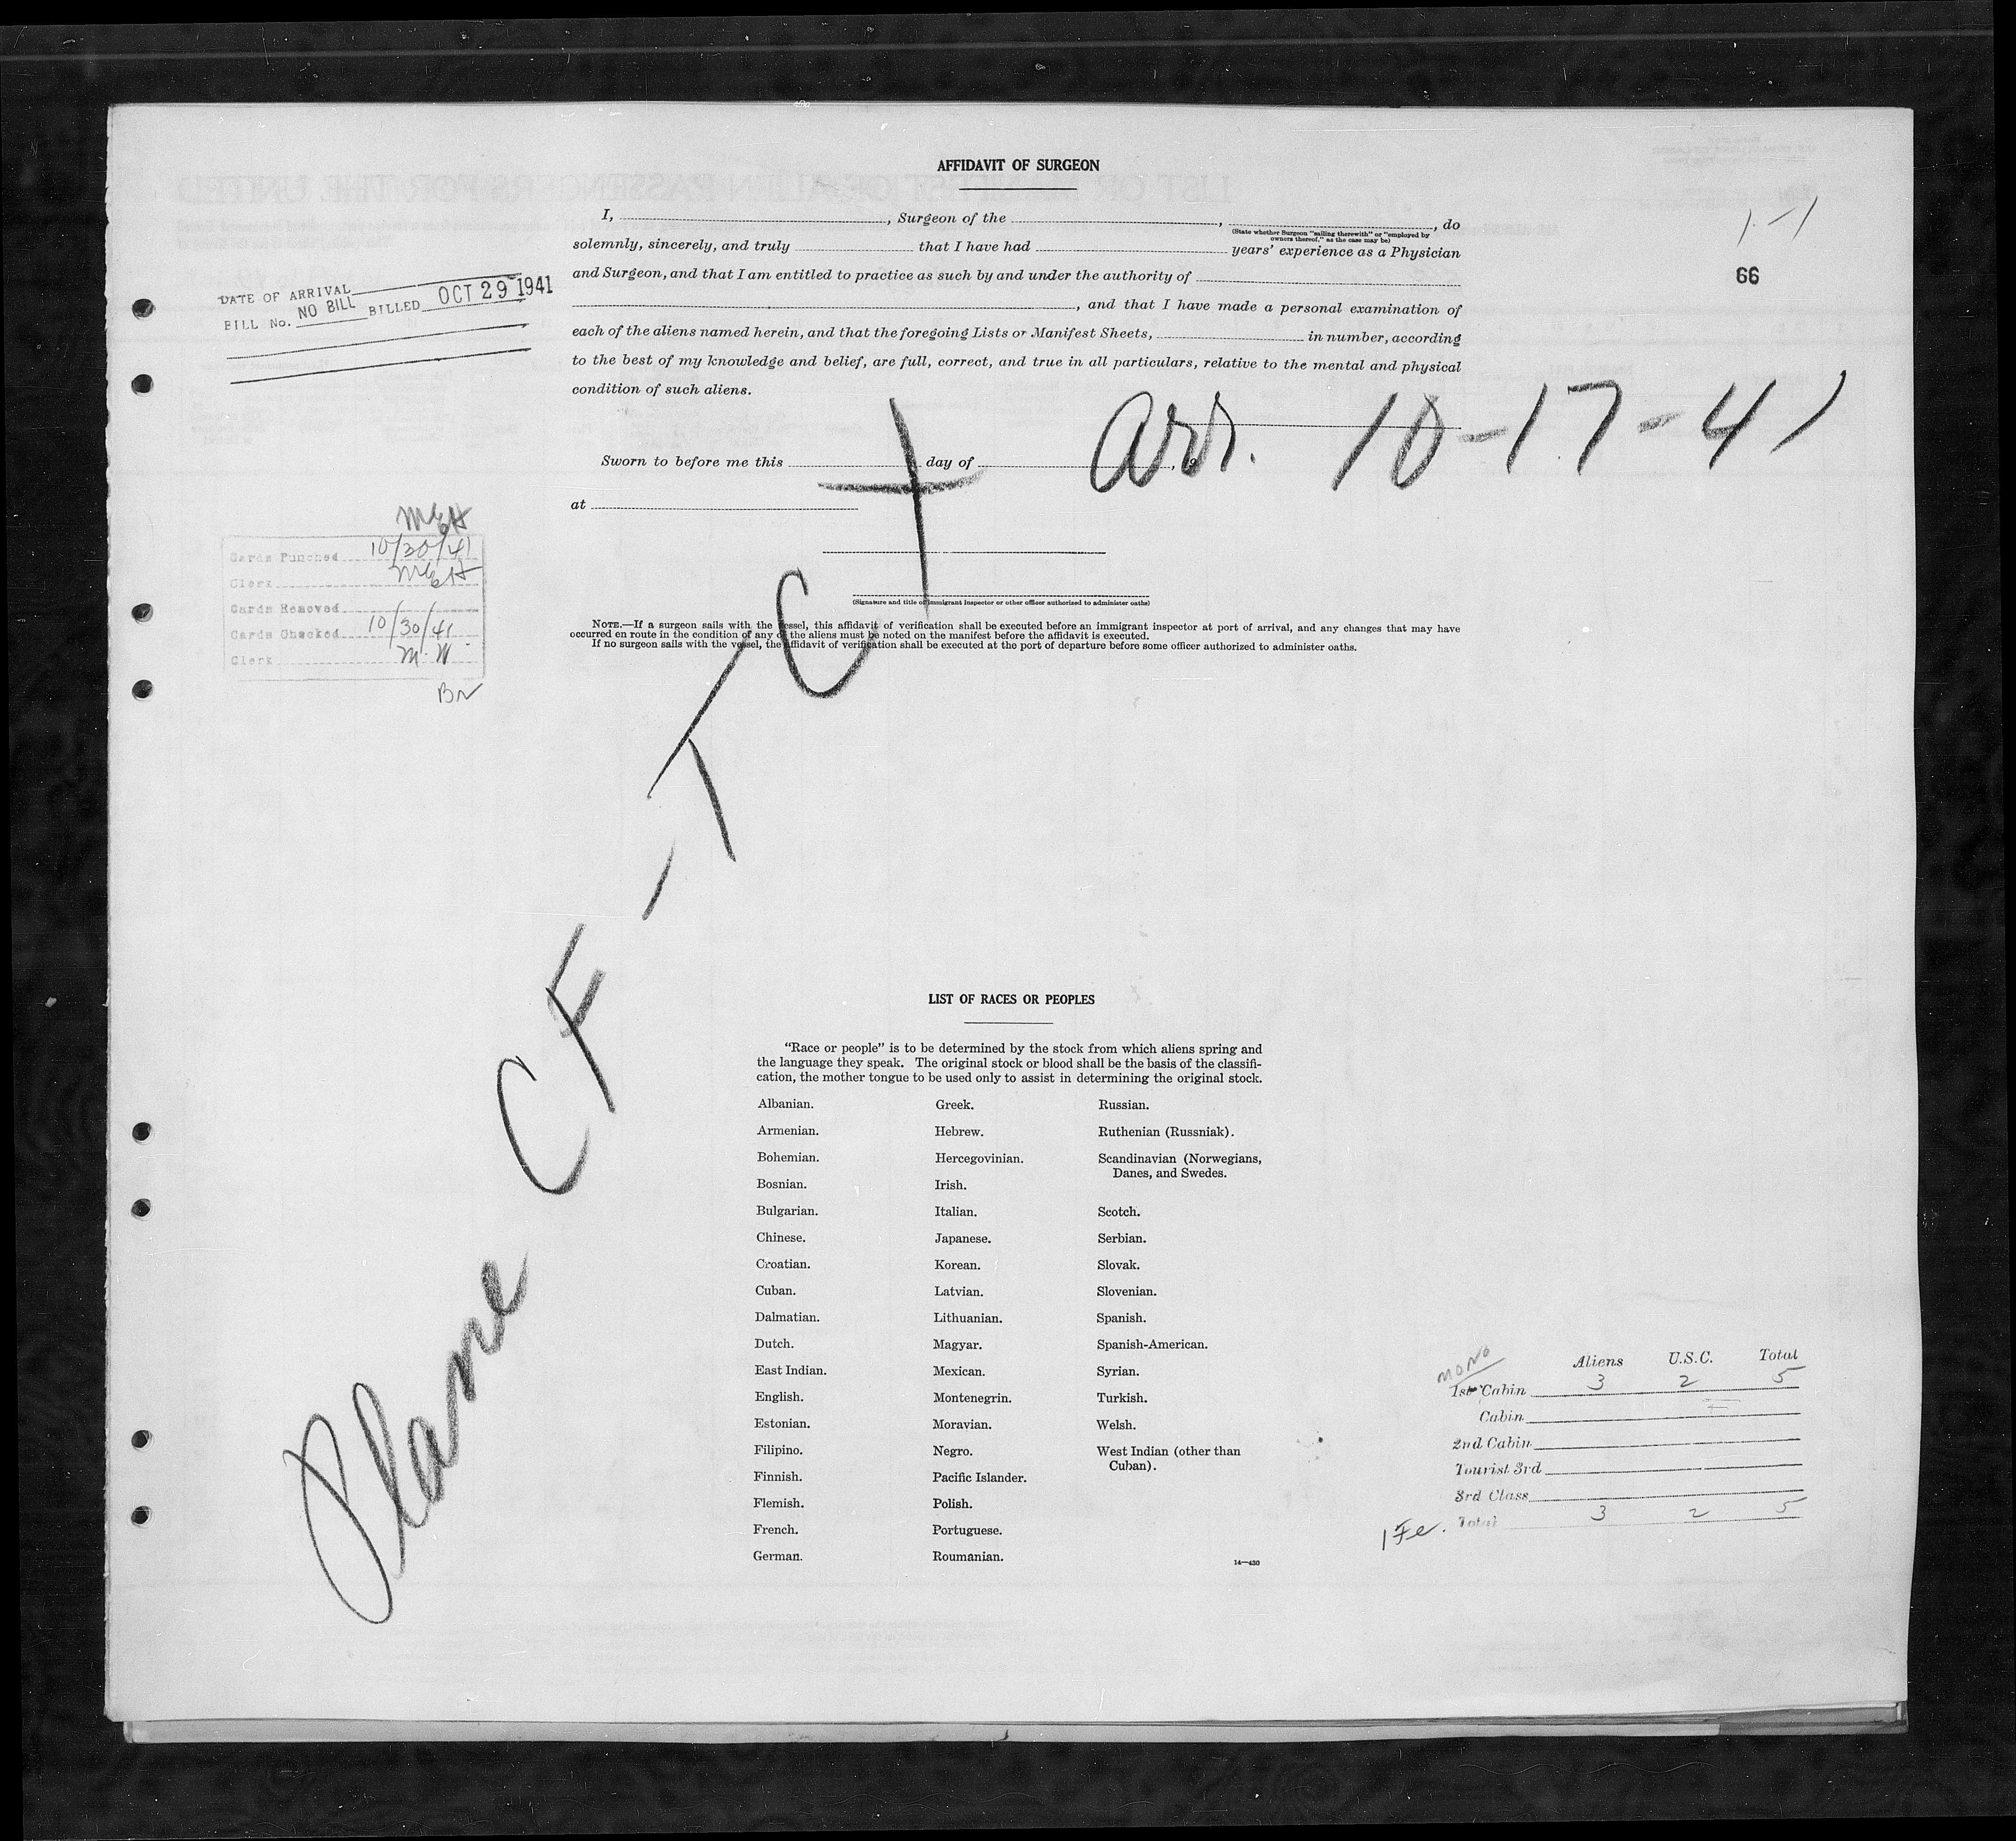 AFFIDAVIT OF SURGEON
I, , Surgeon of the , , do
(State whether Surgeon "sailing therewith" or "employed by
owners thereof," as the case may be)
solemnly, sincerely, and truly that I have had years' experience as a Physician
and Surgeon, and that I am entitled to practice as such by and under the authority of
, and that I have made a personal examination of
each of the aliens named herein, and that the foregoing Lists or Manifest Sheets, in number, according
to the best of my knowledge and belief, are full, correct, and true in all particulars, relative to the mental and physical
condition of such aliens.
1-1
66
DATE OF ARRIVAL
BILL No. NO BILL BILLED OCT 29 1941
arr. 10-17-41
Sworn to before me this day of
at
(Signature and title of immigrant inspector or other officer authorized to administer oaths)
NOTE.—If a surgeon sails with the vessel, this affidavit of verification shall be executed before an immigrant inspector at port of arrival, and any changes that may have
occurred en route in the condition of any of the aliens must be noted on the manifest before the affidavit is executed.
If no surgeon sails with the vessel, the affidavit of verification shall be executed at the port of departure before some officer authorized to administer oaths.
Cards Punched 10/30/41
Clerk
Cards Removed
Cards Checked 10/30/41
Clerk M. W.
Plane CF-TCT
LIST OF RACES OR PEOPLES
"Race or people" is to be determined by the stock from which aliens spring and
the language they speak. The original stock or blood shall be the basis of the classifi-
cation, the mother tongue to be used only to assist in determining the original stock.
Albanian.
Armenian.
Bohemian.
Bosnian.
Bulgarian.
Chinese.
Croatian.
Cuban.
Dalmatian.
Dutch.
East Indian.
English.
Estonian.
Filipino.
Finnish.
Flemish.
French.
German.
Greek.
Hebrew.
Hercegovinian.
Irish.
Italian.
Japanese.
Korean.
Latvian.
Lithuanian.
Magyar.
Mexican.
Montenegrin.
Moravian.
Negro.
Pacific Islander.
Polish.
Portuguese.
Roumanian.
Russian.
Ruthenian (Russniak).
Scandinavian (Norwegians,
Danes, and Swedes.
Scotch.
Serbian.
Slovak.
Slovenian.
Spanish.
Spanish-American.
Syrian.
Turkish.
Welsh.
West Indian (other than
Cuban).
14—430
Aliens U.S.C. Total
1st Cabin 3 2 5
Cabin
2nd Cabin
Tourist 3rd
3rd Class
1 Fe. Total 3 2 5